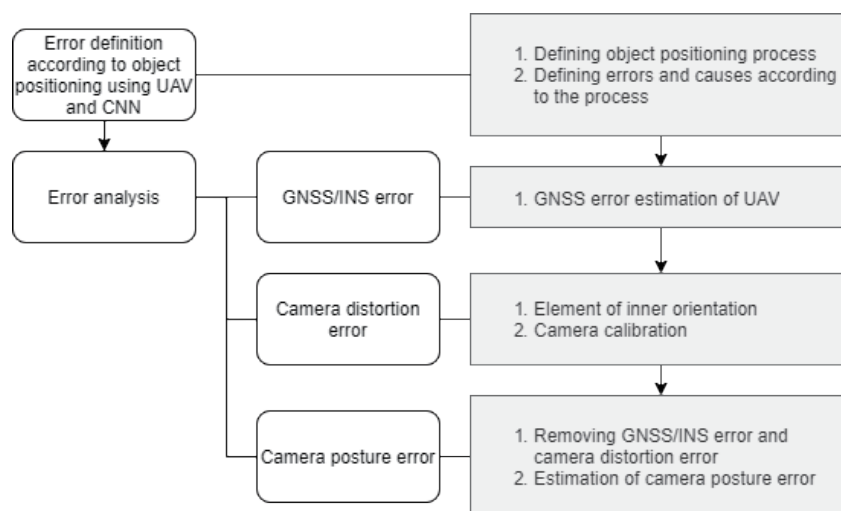 Error definition
according to object
positioning using UAV
and CNN
1. Defining object positioning process
2. Defining errors and causes according
to the process
Error analysis
GNSS/INS error
1. GNSS error estimation of UAV
Camera distortion
error
1. Element of inner orientation
2. Camera calibration
Camera posture error
1. Removing GNSS/INS error and
camera distortion error
2. Estimation of camera posture error